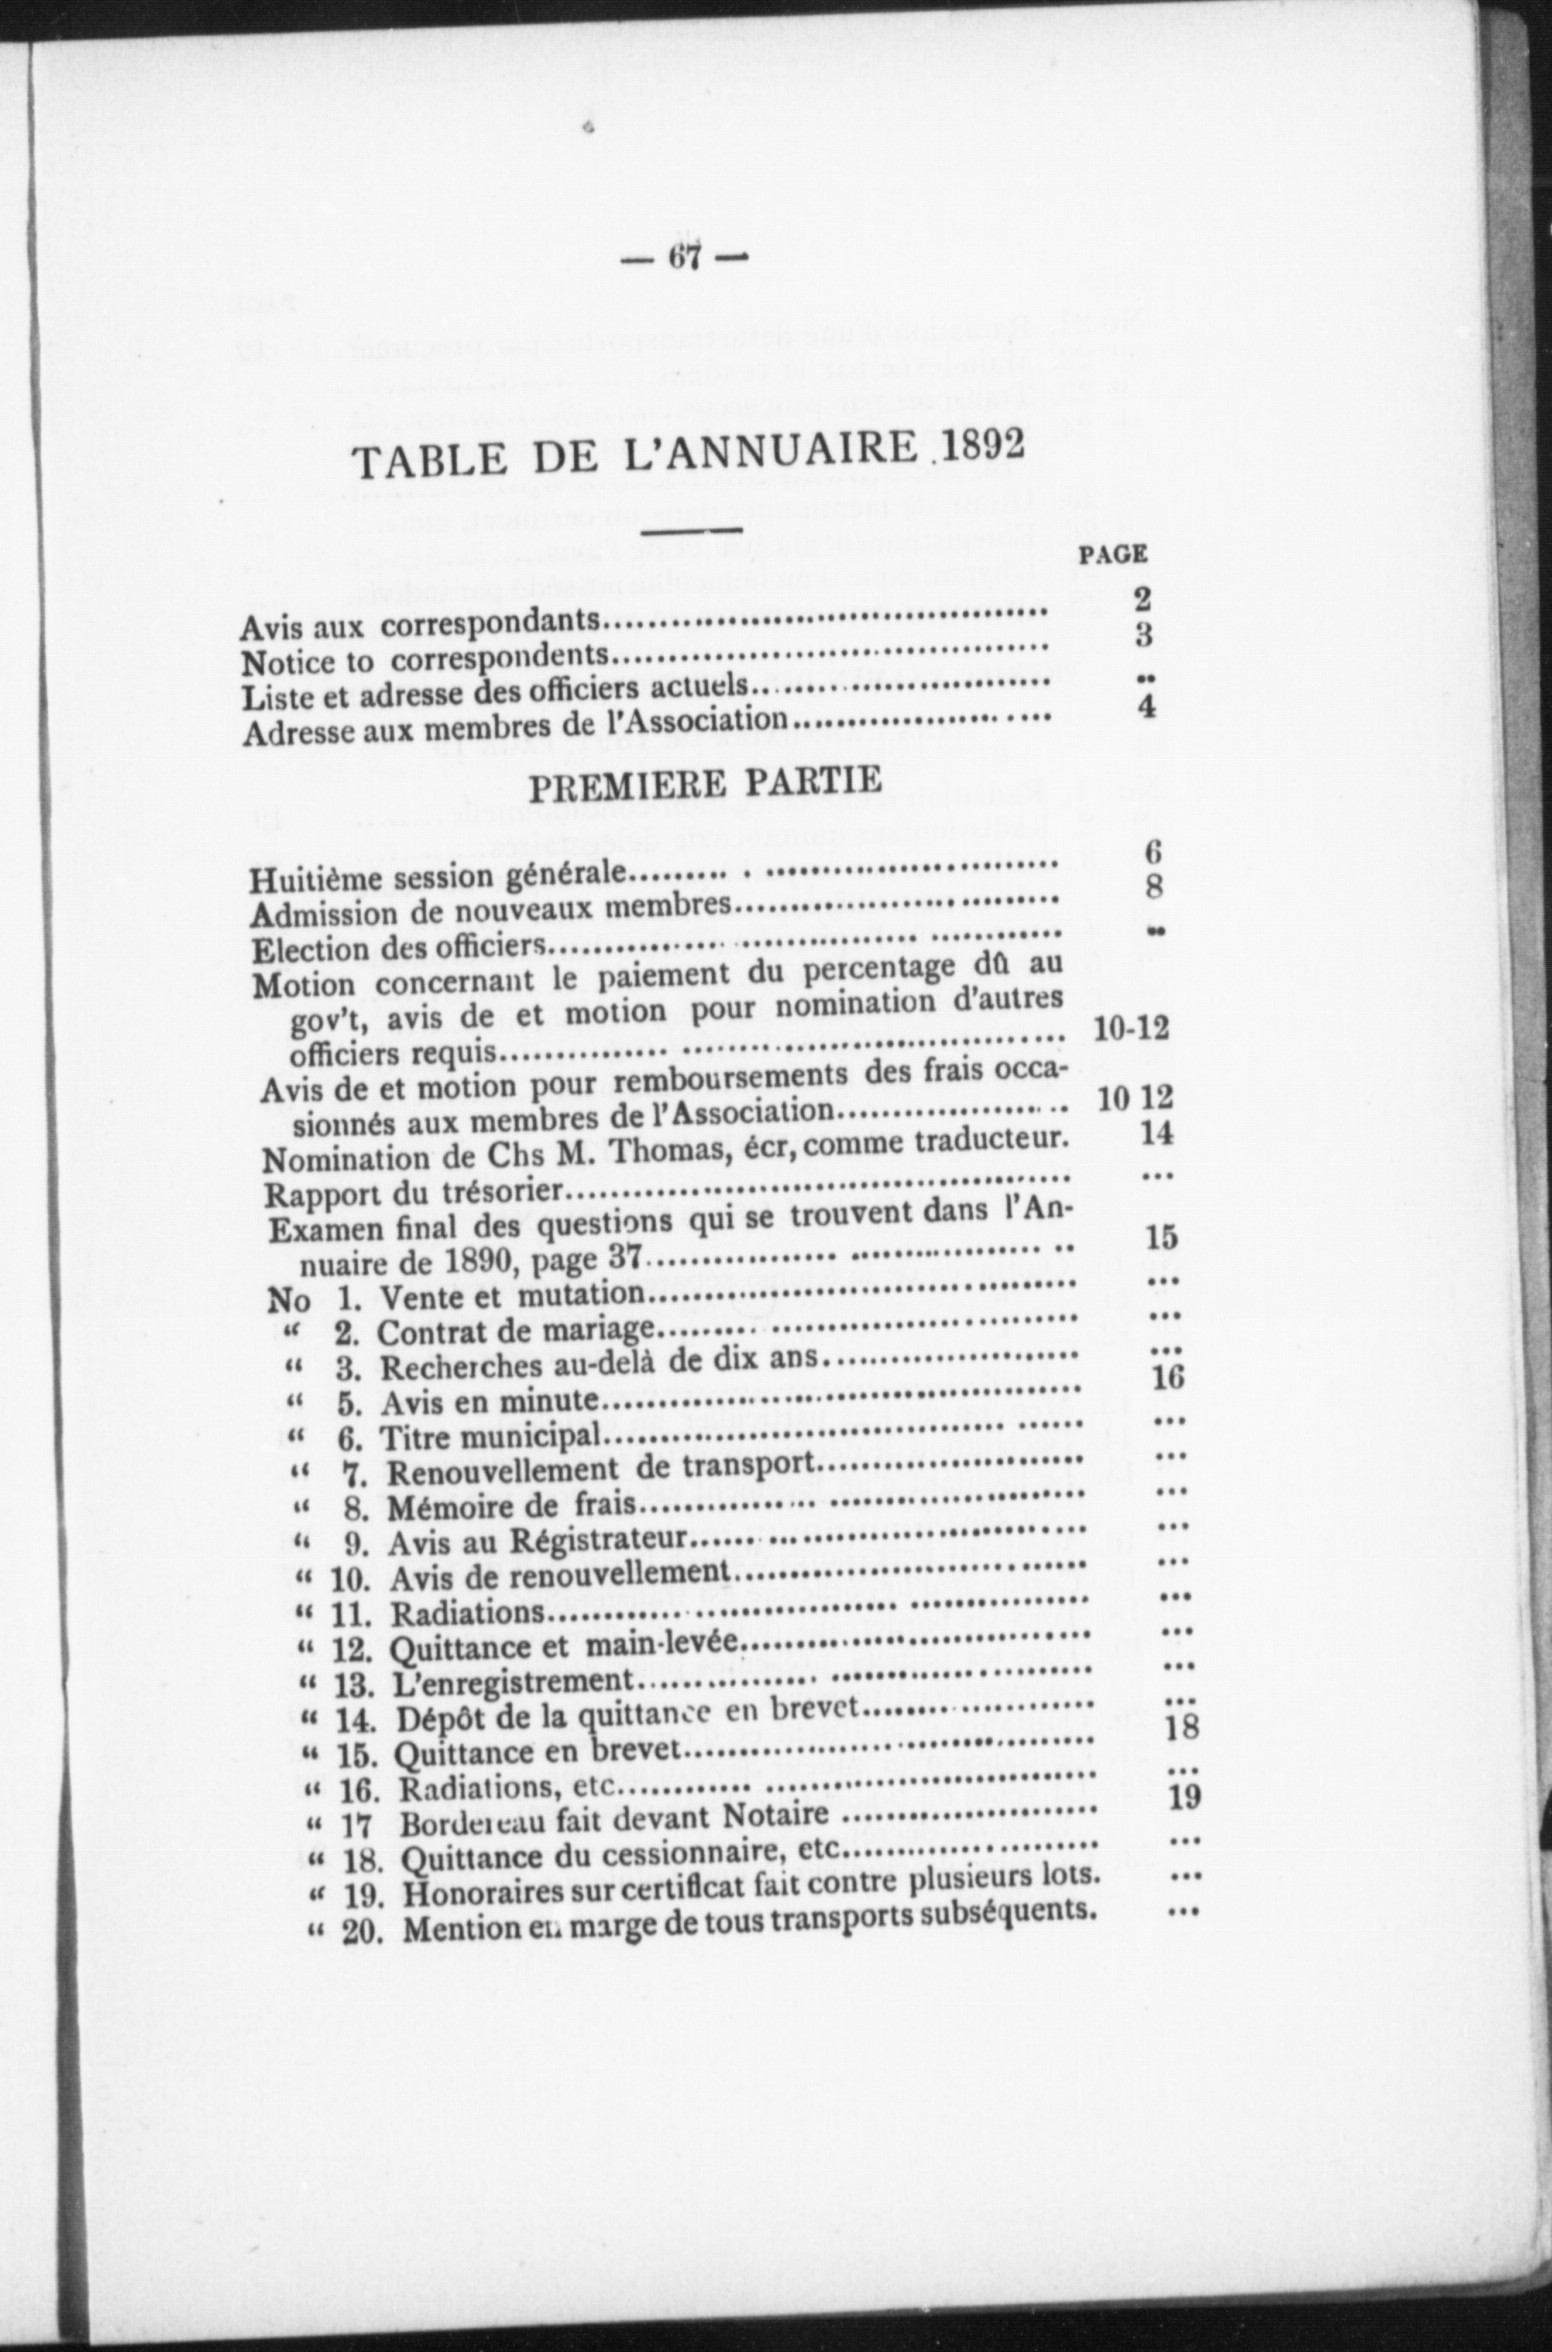 — 67 —
TABLE DE L'ANNUAIRE 1892
PAGE
Avis aux correspondants........................................ 2
Notice to correspondents....................................... 3
Liste et adresse des officiers actuels........................... ..
Adresse aux membres de l'Association....................... 4
PREMIERE PARTIE
Huitième session générale......... . .......................... 6
Admission de nouveaux membres............................. 8
Election des officiers................ ................ ............ ..
Motion concernant le paiement du percentage dû au
gov't, avis de et motion pour nomination d'autres
officiers requis............... .................................. 10-12
Avis de et motion pour remboursements des frais occa-
sionnés aux membres de l'Association................... .. 10 12
Nomination de Chs M. Thomas, écr, comme traducteur. 14
Rapport du trésorier............................................. ...
Examen final des questions qui se trouvent dans l'An-
nuaire de 1890, page 37................. ................. .. 15
No 1. Vente et mutation....................................... ...
“ 2. Contrat de mariage......... ............................ ...
“ 3. Recherches au-delà de dix ans....................... ...
“ 5. Avis en minute........................................... 16
“ 6. Titre municipal.................................... ...... ...
“ 7. Renouvellement de transport........................ ...
“ 8. Mémoire de frais................ ....................... ...
“ 9. Avis au Régistrateur...... ............................. ...
“ 10. Avis de renouvellement................................ ...
“ 11. Radiations............ .................. ................ ...
“ 12. Quittance et main-levée................................ ...
“ 13. L'enregistrement................ ........................ ...
“ 14. Dépôt de la quittance en brevet..................... ...
“ 15. Quittance en brevet..................................... 18
“ 16. Radiations, etc............ .............................. ...
“ 17 Bordereau fait devant Notaire ....................... 19
“ 18. Quittance du cessionnaire, etc....................... ...
“ 19. Honoraires sur certificat fait contre plusieurs lots. ...
“ 20. Mention en marge de tous transports subséquents. ...